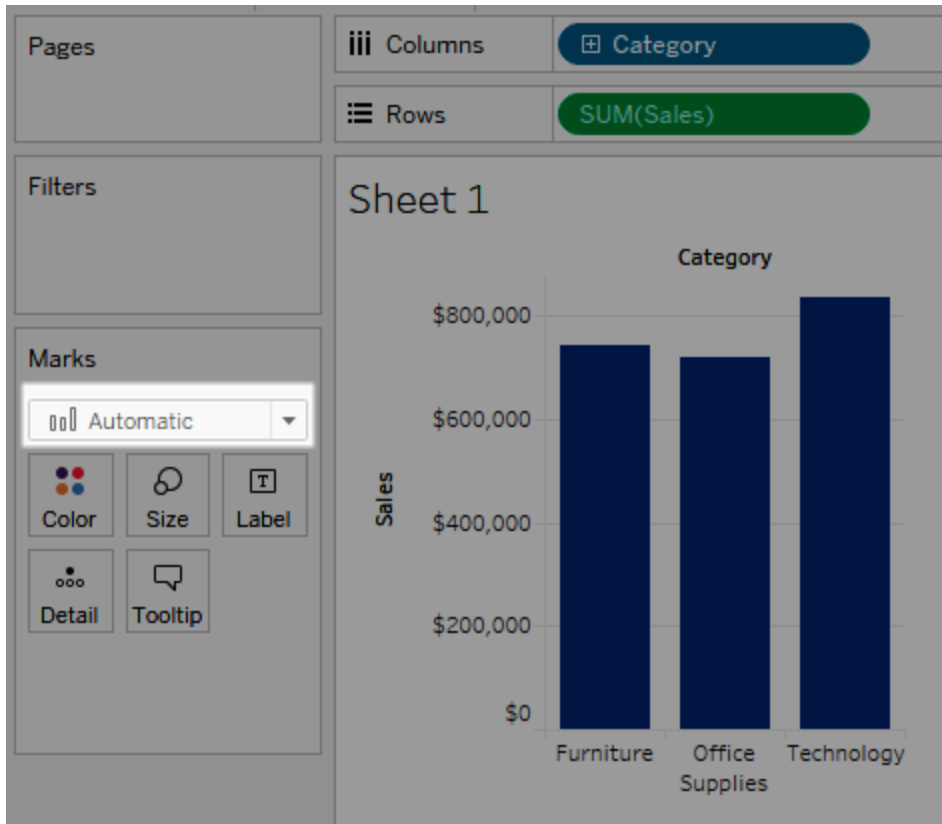 Pages
Columns
Category
Rows
SUM(Sales)
Filters
Sheet 1
Category
Marks
Automatic
Color
Size
T
Label
Detail
Tooltip
Sales
$800,000
$600,000
$400,000
$200,000
$0
Furniture
Office
Supplies
Technology